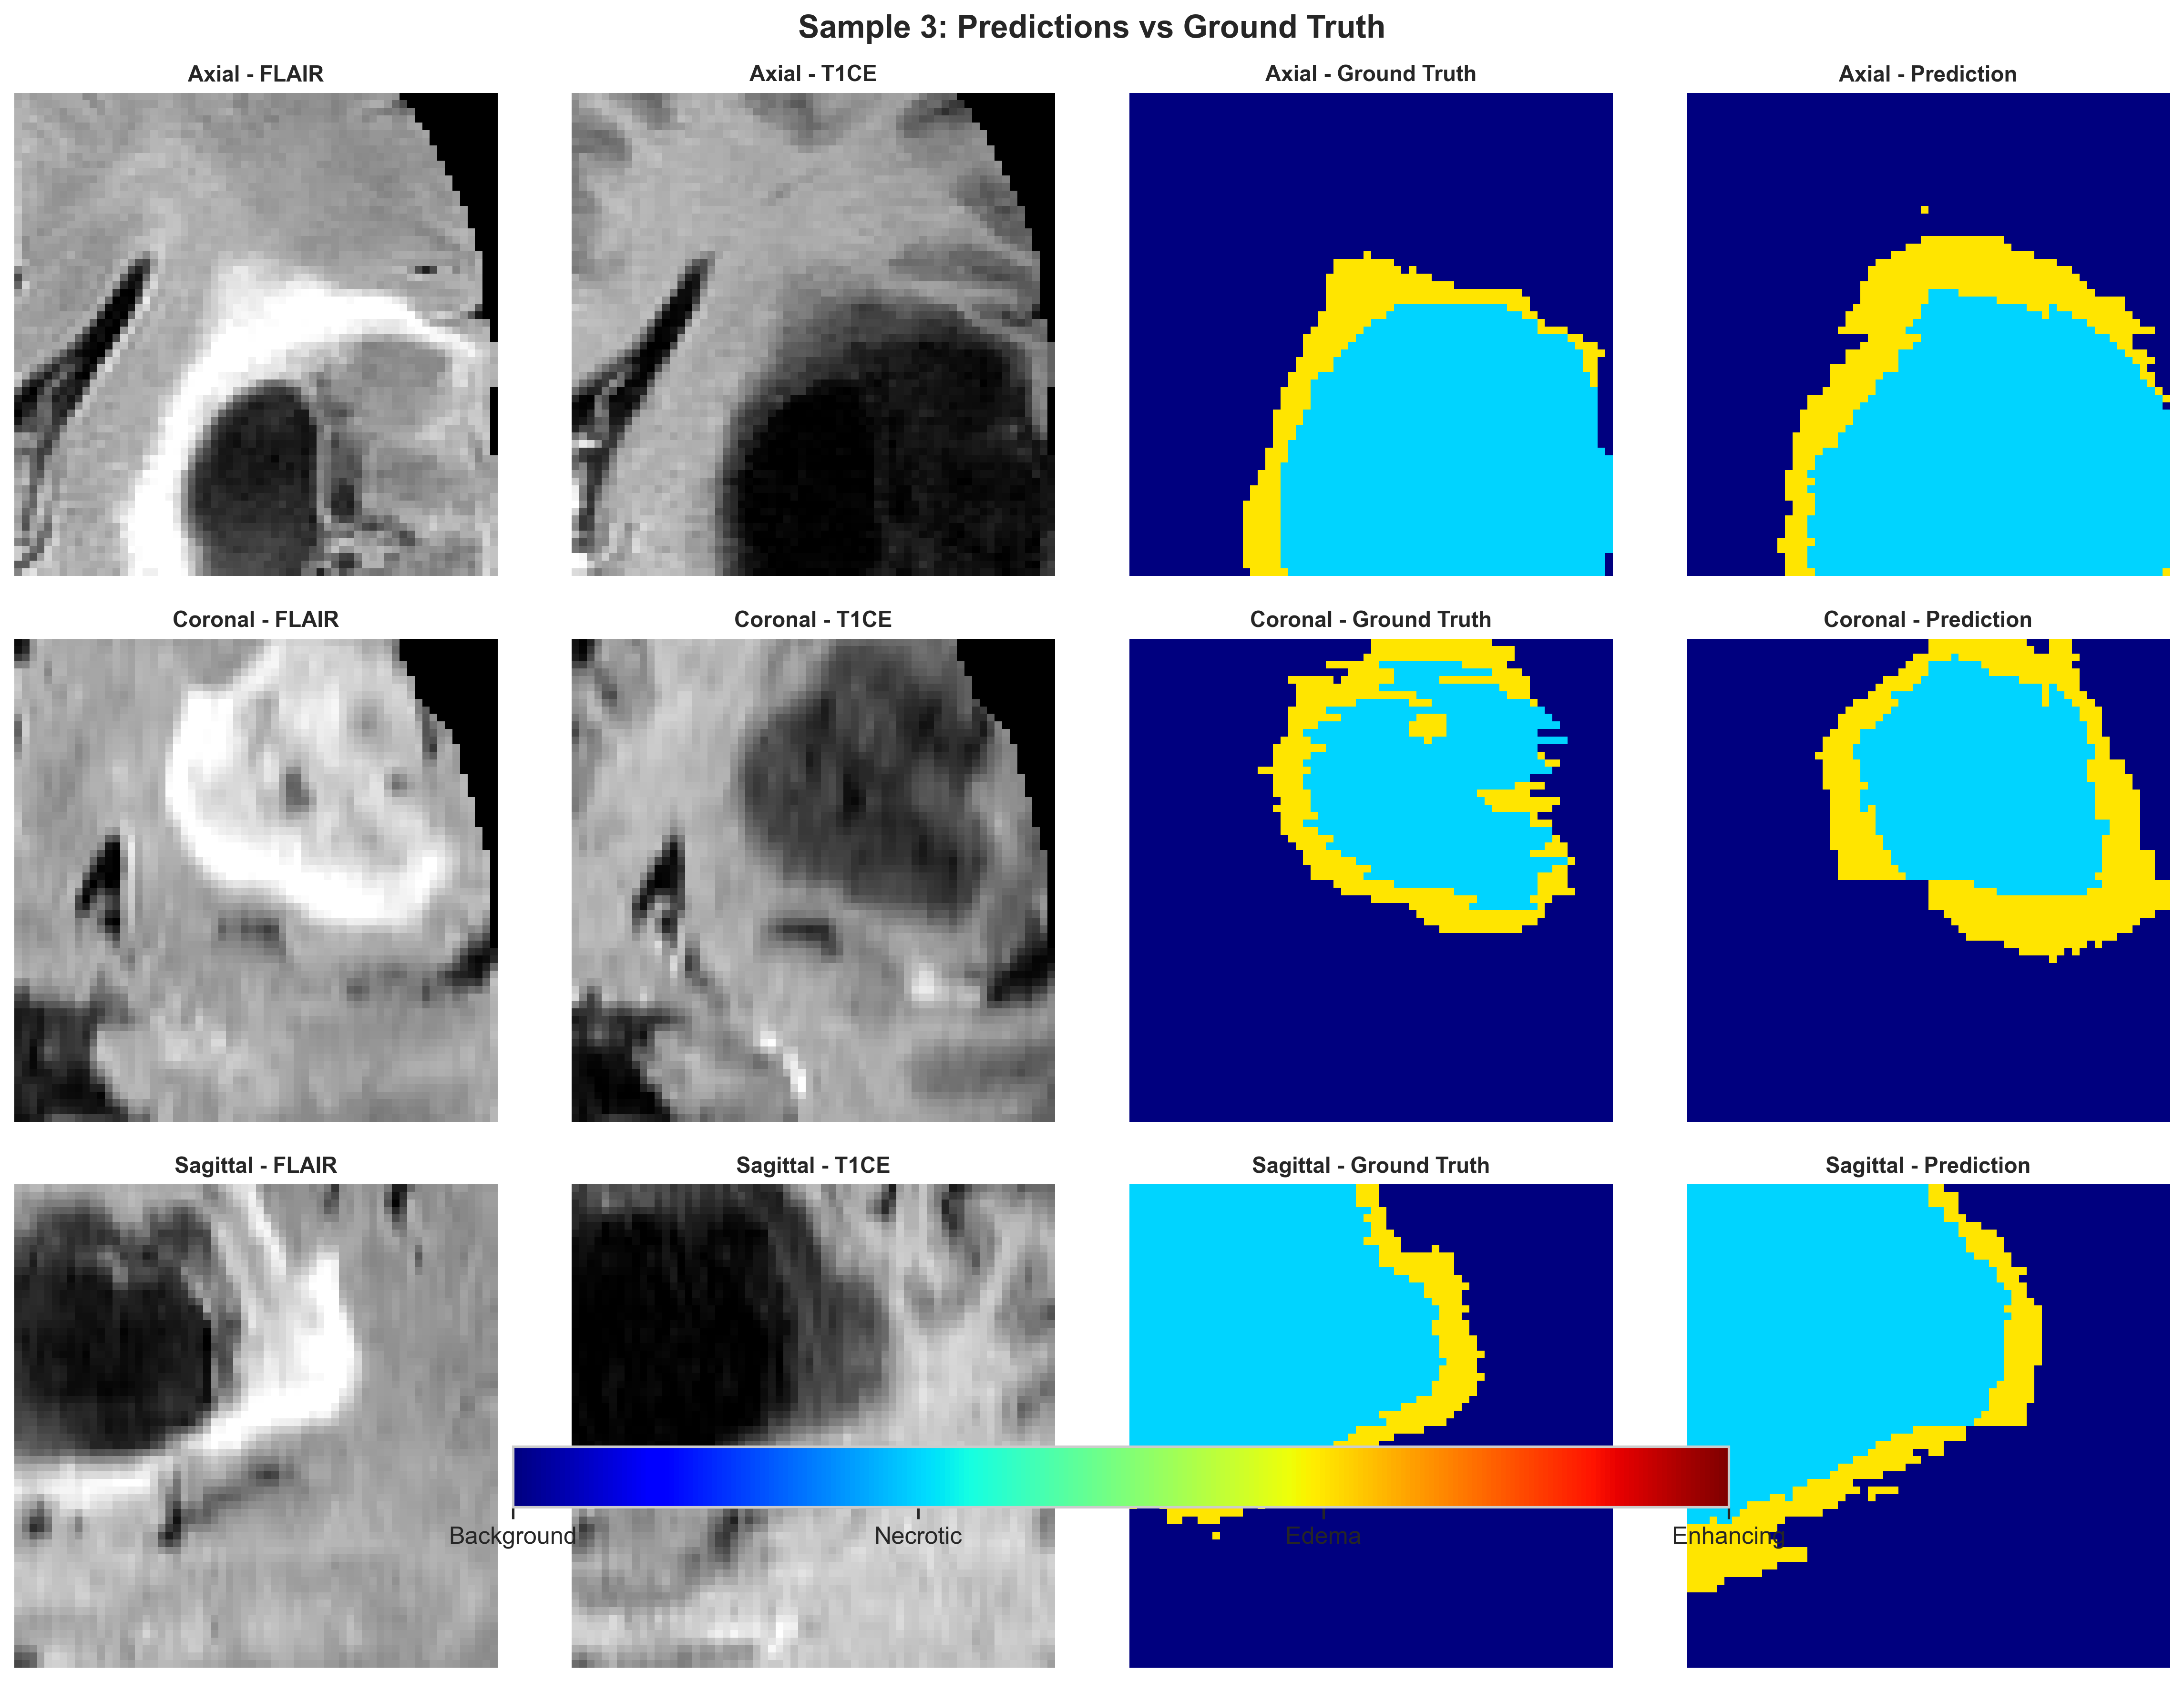 Sample 3: Predictions vs Ground Truth
Axial - FLAIR
Axial - T1CE
Axial - Ground Truth
Axial - Prediction
Coronal - FLAIR
Coronal - T1CE
Coronal - Ground Truth
Coronal - Prediction
Sagittal - FLAIR
Sagittal - T1CE
Sagittal - Ground Truth
Sagittal - Prediction
Background
Necrotic
Edema
Enhancing